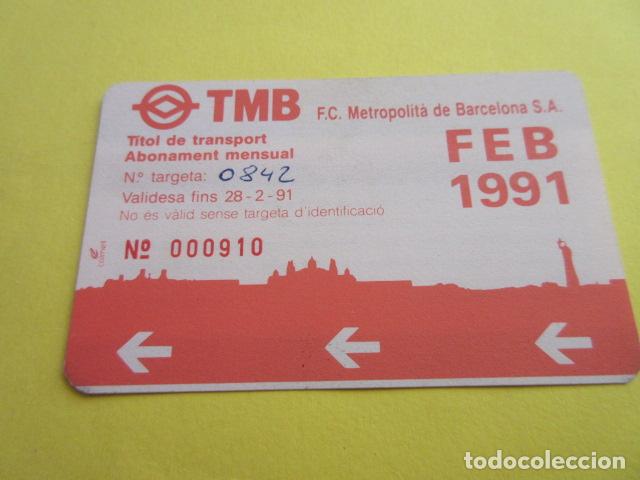 TMB F.C. Metropolità de Barcelona S.A.
Títol de transport
Abonament mensual
N.º targeta: 0842
Validesa fins 28-2-91
No és vàlid sense targeta d'identificació
FEB
1991
Nº 000910
todocoleccion.net